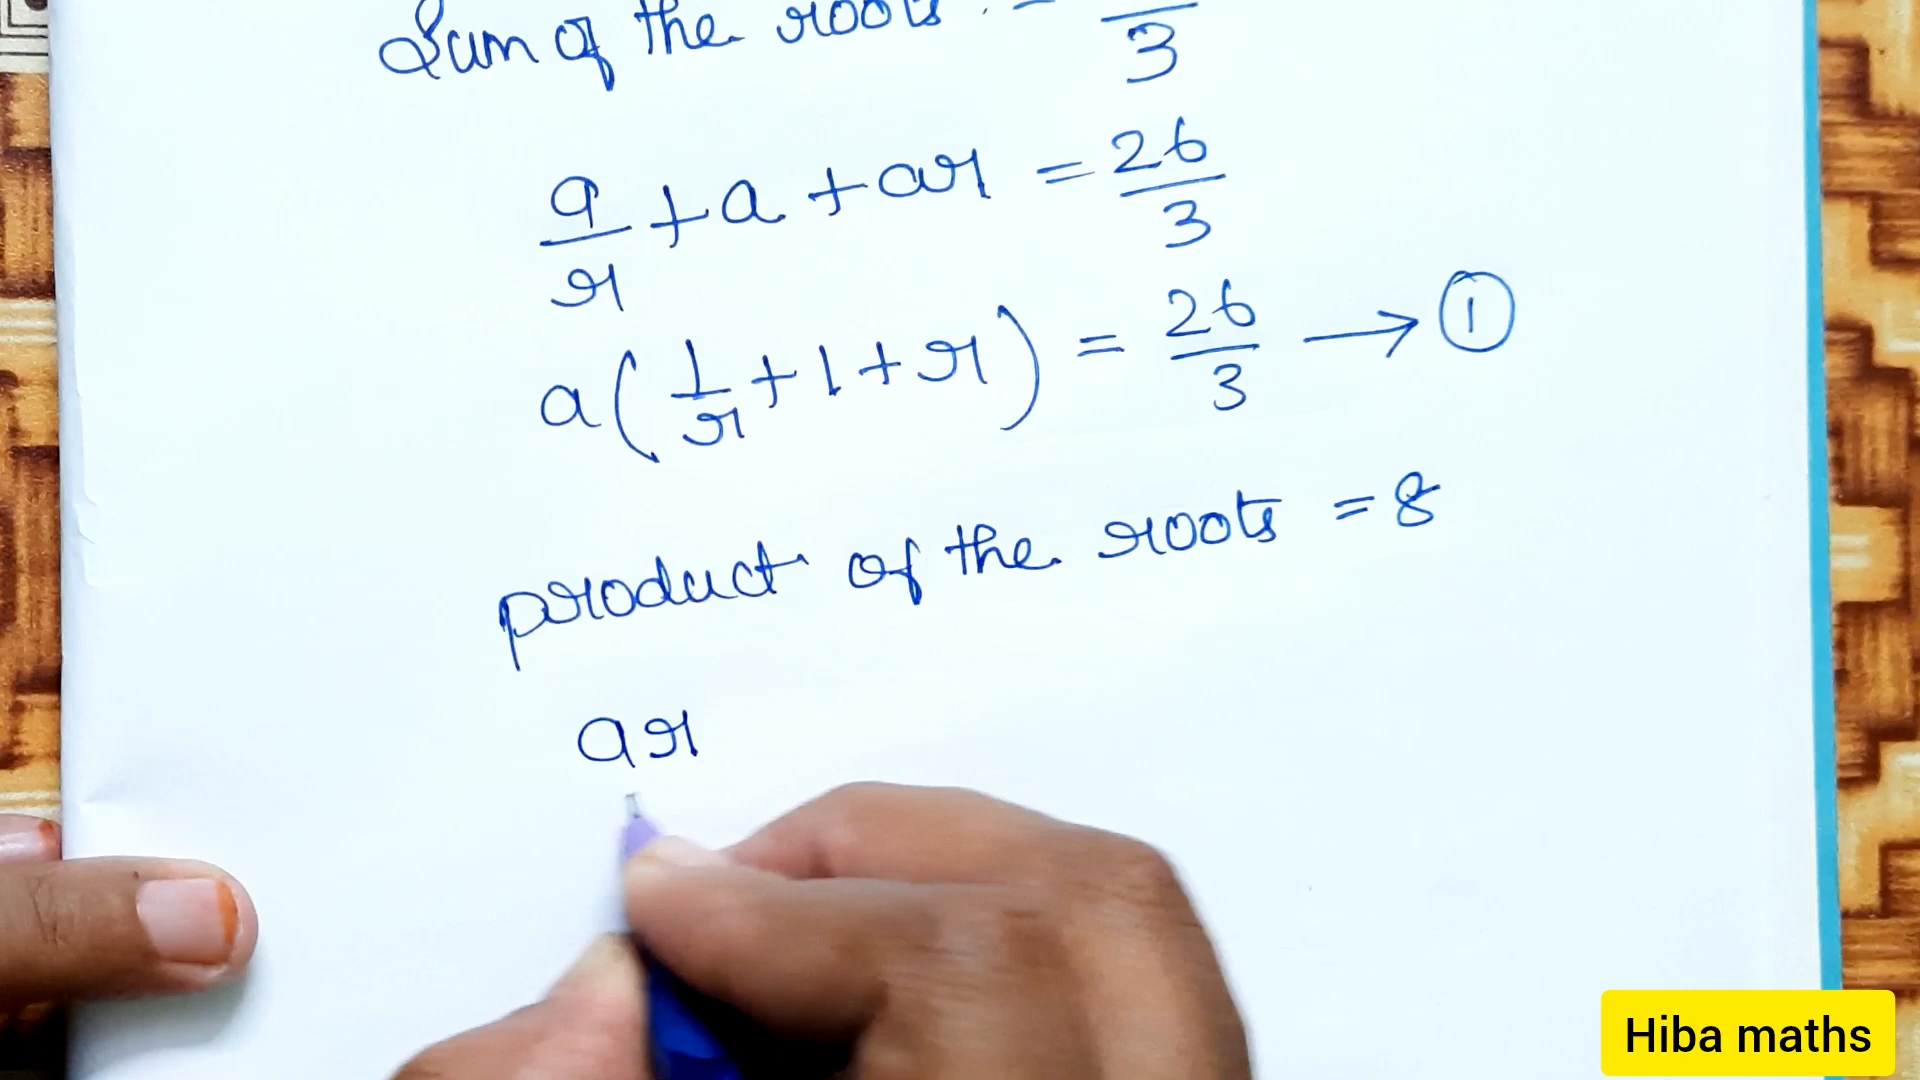 Sum of the roots = /3
a/r + a + ar = 26/3
a(1/r + 1 + r) = 26/3 → ①
product of the roots = 8
ar
Hiba maths